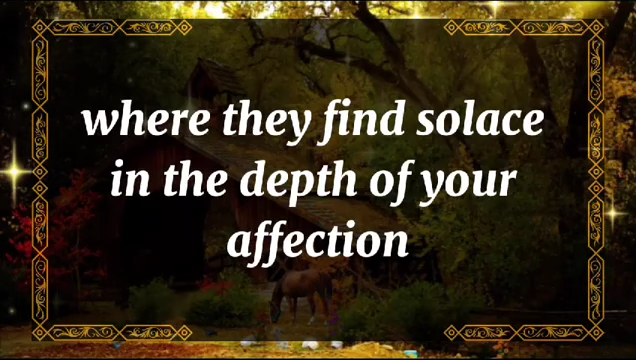 where they find solace
in the depth of your
affection